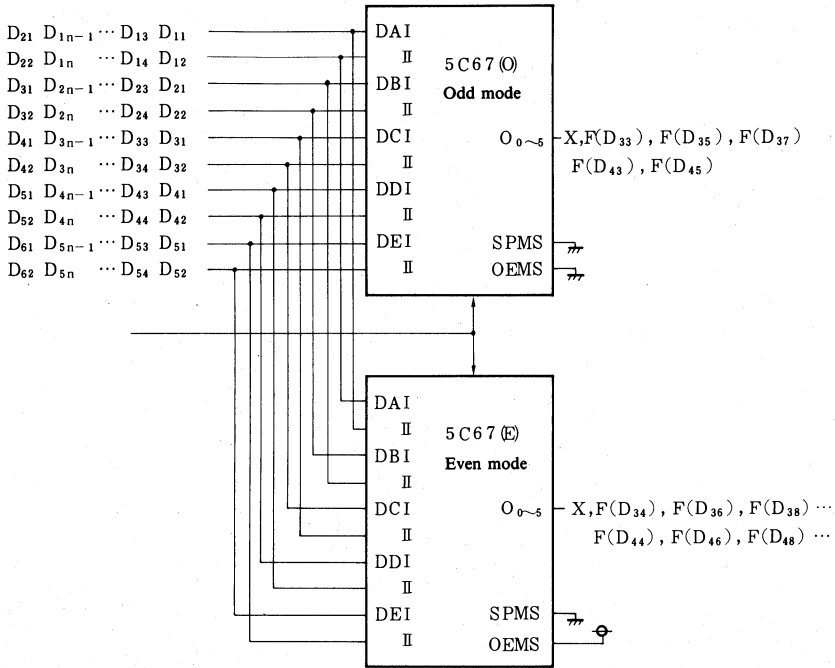 D₂₁ D₁ₙ₋₁ ··· D₁₃ D₁₁
D₂₂ D₁ₙ ··· D₁₄ D₁₂
D₃₁ D₂ₙ₋₁ ··· D₂₃ D₂₁
D₃₂ D₂ₙ ··· D₂₄ D₂₂
D₄₁ D₃ₙ₋₁ ··· D₃₃ D₃₁
D₄₂ D₃ₙ ··· D₃₄ D₃₂
D₅₁ D₄ₙ₋₁ ··· D₄₃ D₄₁
D₅₂ D₄ₙ ··· D₄₄ D₄₂
D₆₁ D₅ₙ₋₁ ··· D₅₃ D₅₁
D₆₂ D₅ₙ ··· D₅₄ D₅₂
DAⅠ
Ⅱ
DBⅠ
Ⅱ
DCⅠ
Ⅱ
DDⅠ
Ⅱ
DEⅠ
Ⅱ
5C67(O)
Odd mode
O₀~₅
SPMS
OEMS
X,F(D₃₃), F(D₃₅), F(D₃₇)
F(D₄₃), F(D₄₅)
DAⅠ
Ⅱ
DBⅠ
Ⅱ
DCⅠ
Ⅱ
DDⅠ
Ⅱ
DEⅠ
Ⅱ
5C67(E)
Even mode
O₀~₅
SPMS
OEMS
X,F(D₃₄), F(D₃₆), F(D₃₈) ···
F(D₄₄), F(D₄₆), F(D₄₈) ···